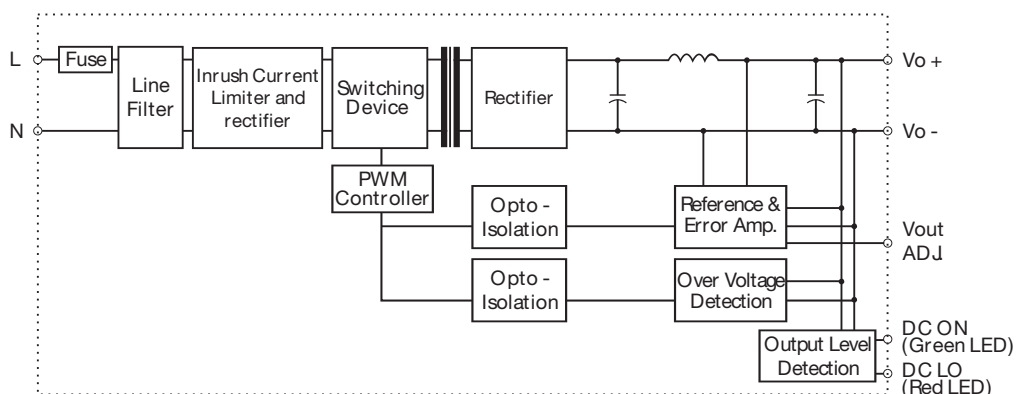 L
Fuse
Line
Filter
Inrush Current
Limiter and
rectifier
Switching
Device
Rectifier
Vo +
N
Vo -
PWM
Controller
Opto -
Isolation
Reference &
Error Amp.
Vout
ADJ.
Opto -
Isolation
Over Voltage
Detection
Output Level
Detection
DC ON
(Green LED)
DC LO
(Red LED)